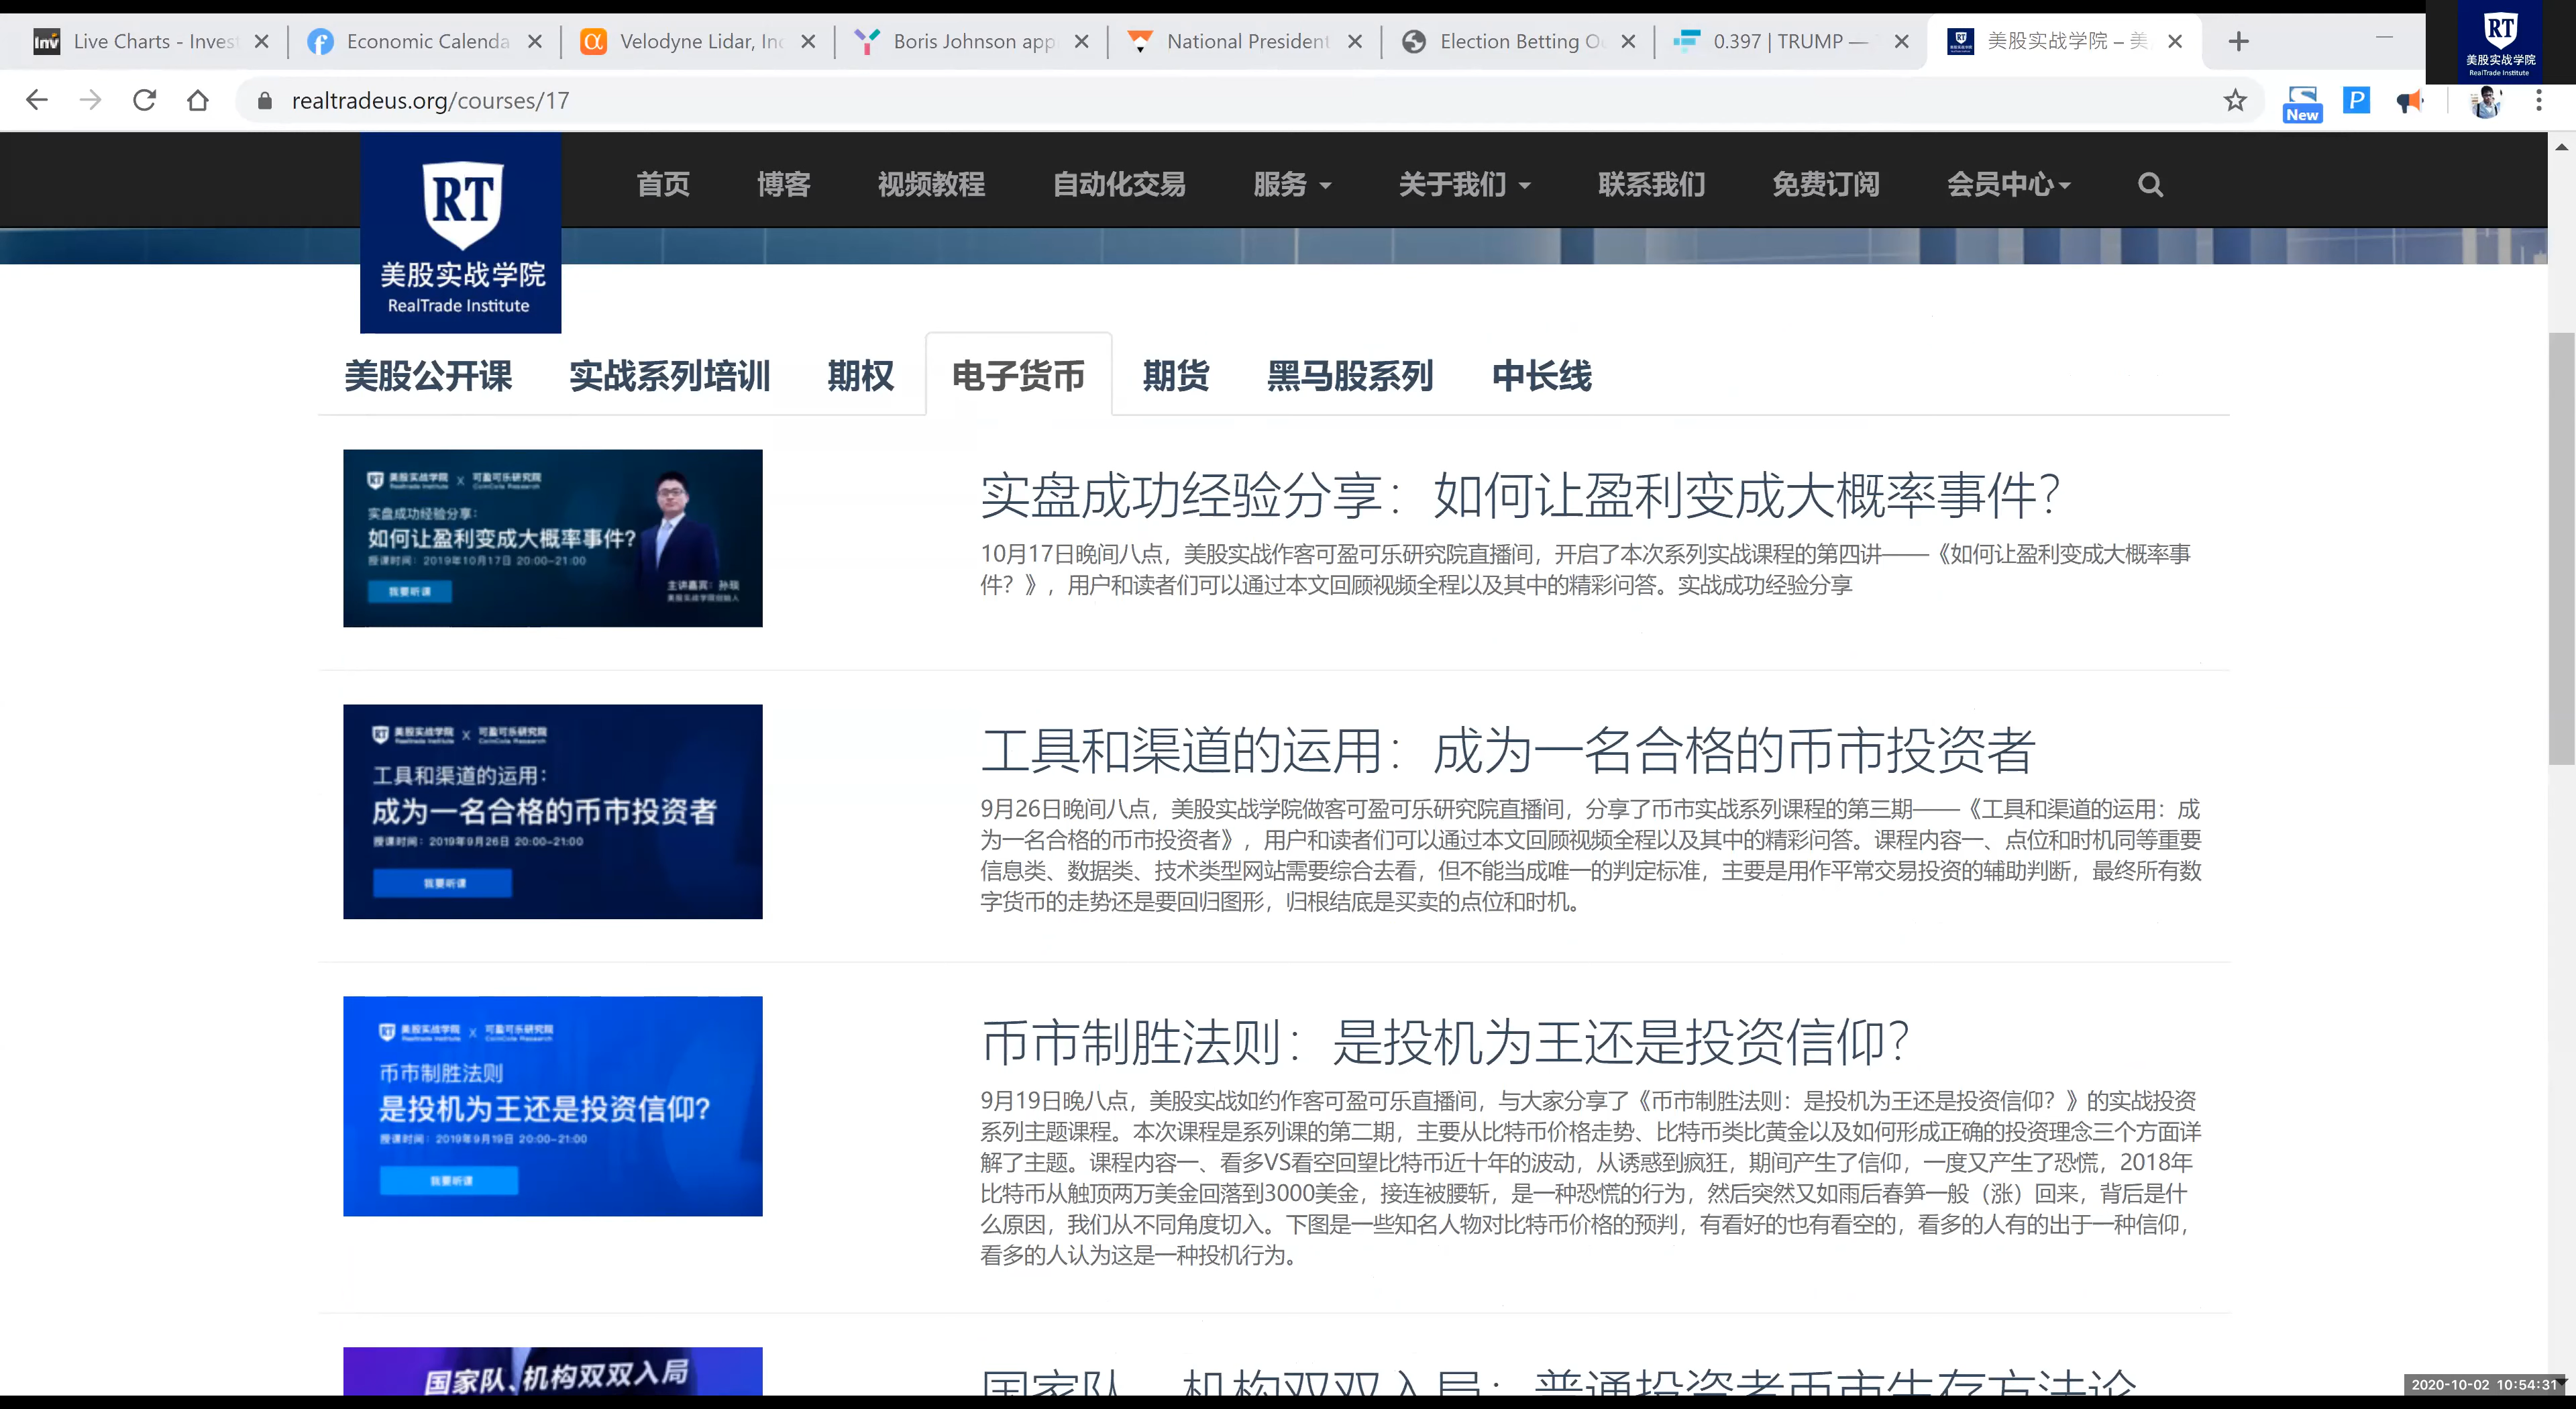 Live Charts - Invest
Economic Calenda
Velodyne Lidar, Inc
Boris Johnson app
National President
Election Betting O
0.397 | TRUMP —
美股实战学院 – 美
RT
美股实战学院
RealTrade Institute
realtradeus.org/courses/17
New
首页
博客
视频教程
自动化交易
服务
关于我们
联系我们
免费订阅
会员中心
RT
美股实战学院
RealTrade Institute
美股公开课
实战系列培训
期权
电子货币
期货
黑马股系列
中长线
RT 美股实战学院 X 可盈可乐研究院
RealTrade Institute CoinCola Research
实盘成功经验分享：
如何让盈利变成大概率事件？
授课时间：2019年10月17日 20:00-21:00
我要听课
主讲嘉宾：孙琰
美股实战学院创始人
实盘成功经验分享：如何让盈利变成大概率事件？
10月17日晚间八点，美股实战作客可盈可乐研究院直播间，开启了本次系列实战课程的第四讲——《如何让盈利变成大概率事
件？》，用户和读者们可以通过本文回顾视频全程以及其中的精彩问答。实战成功经验分享
RT 美股实战学院 X 可盈可乐研究院
RealTrade Institute CoinCola Research
工具和渠道的运用：
成为一名合格的币市投资者
授课时间：2019年9月26日 20:00-21:00
我要听课
工具和渠道的运用：成为一名合格的币市投资者
9月26日晚间八点，美股实战学院做客可盈可乐研究院直播间，分享了币市实战系列课程的第三期——《工具和渠道的运用：成
为一名合格的币市投资者》，用户和读者们可以通过本文回顾视频全程以及其中的精彩问答。课程内容一、点位和时机同等重要
信息类、数据类、技术类型网站需要综合去看，但不能当成唯一的判定标准，主要是用作平常交易投资的辅助判断，最终所有数
字货币的走势还是要回归图形，归根结底是买卖的点位和时机。
RT 美股实战学院 X 可盈可乐研究院
RealTrade Institute CoinCola Research
币市制胜法则
是投机为王还是投资信仰？
授课时间：2019年9月19日 20:00-21:00
我要听课
币市制胜法则：是投机为王还是投资信仰？
9月19日晚八点，美股实战如约作客可盈可乐直播间，与大家分享了《币市制胜法则：是投机为王还是投资信仰？》的实战投资
系列主题课程。本次课程是系列课的第二期，主要从比特币价格走势、比特币类比黄金以及如何形成正确的投资理念三个方面详
解了主题。课程内容一、看多VS看空回望比特币近十年的波动，从诱惑到疯狂，期间产生了信仰，一度又产生了恐慌，2018年
比特币从触顶两万美金回落到3000美金，接连被腰斩，是一种恐慌的行为，然后突然又如雨后春笋一般（涨）回来，背后是什
么原因，我们从不同角度切入。下图是一些知名人物对比特币价格的预判，有看好的也有看空的，看多的人有的出于一种信仰，
看多的人认为这是一种投机行为。
国家队、机构双双入局
国家队、机构双双入局：普通投资者币市生存方法论
2020-10-02 10:54:31